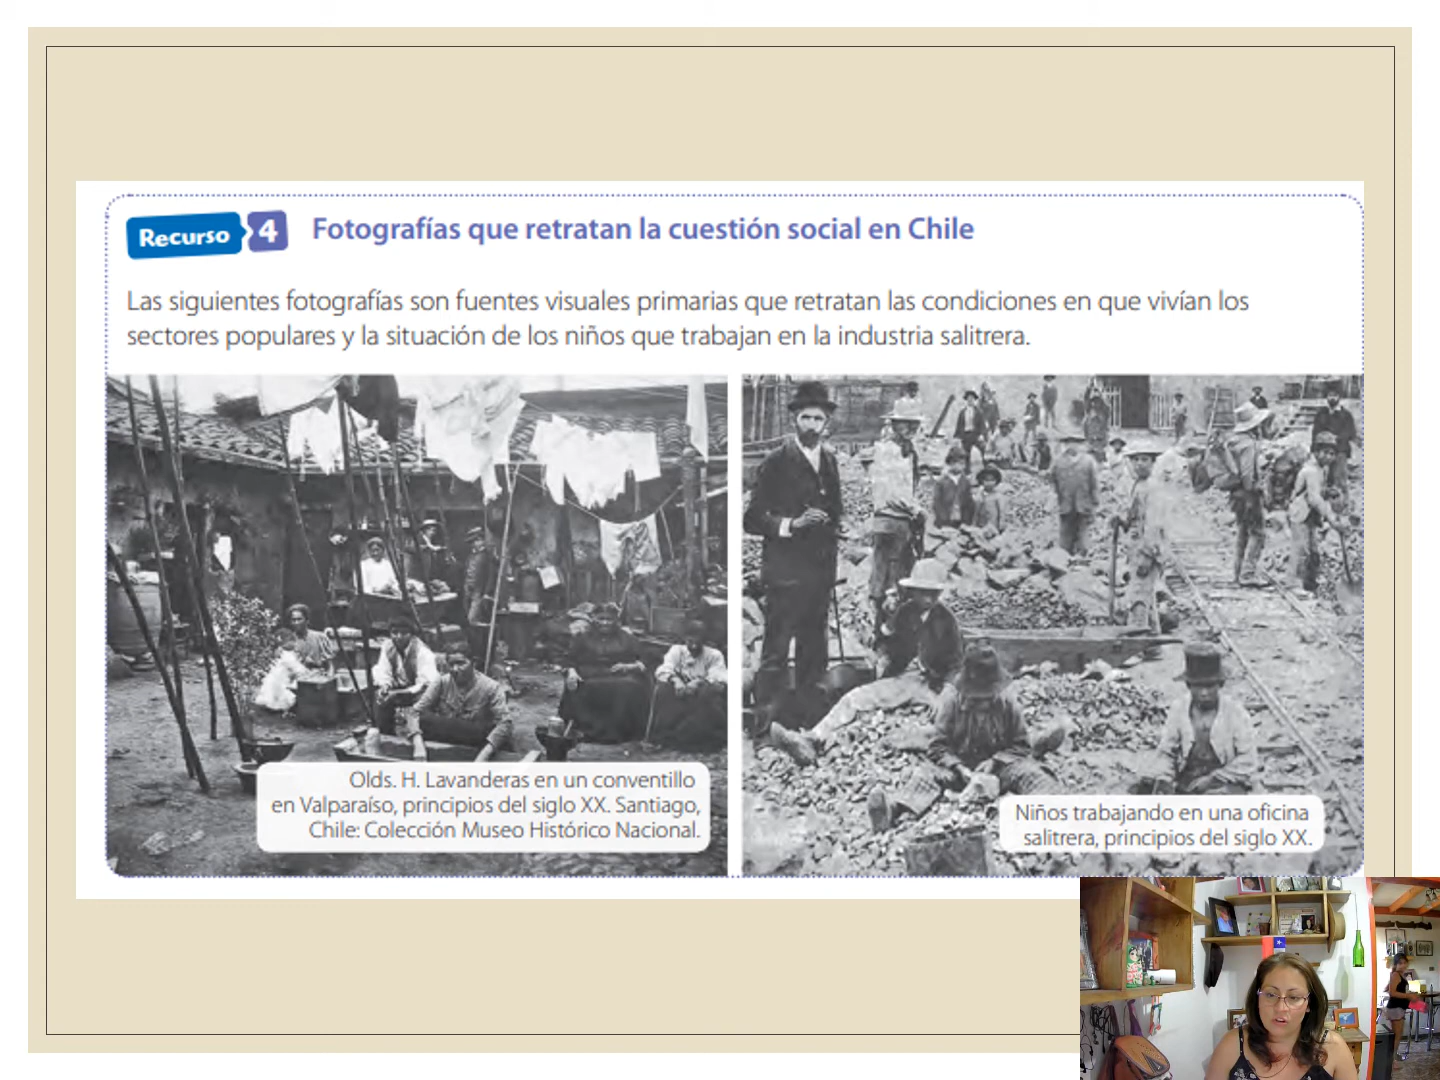 Recurso 4 Fotografías que retratan la cuestión social en Chile
Las siguientes fotografías son fuentes visuales primarias que retratan las condiciones en que vivían los
sectores populares y la situación de los niños que trabajan en la industria salitrera.
Olds. H. Lavanderas en un conventillo
en Valparaíso, principios del siglo XX. Santiago,
Chile: Colección Museo Histórico Nacional.
Niños trabajando en una oficina
salitrera, principios del siglo XX.